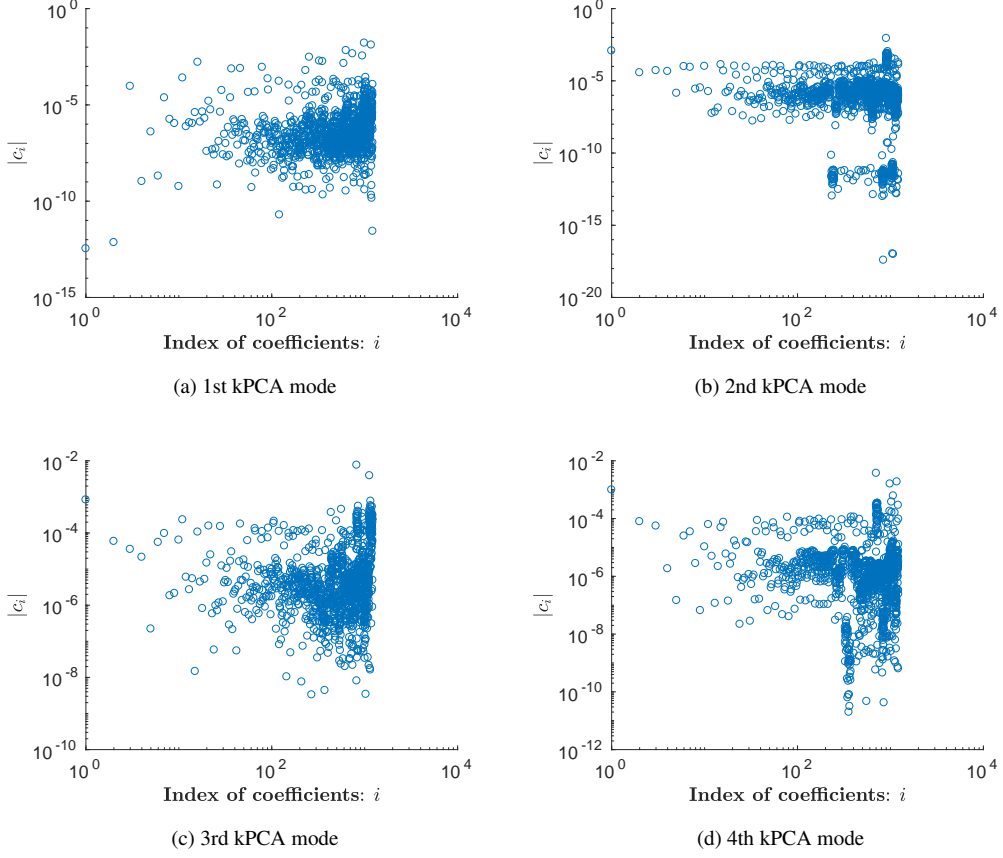 10^0
10^-5
10^-10
10^-15
|c_i|
10^0 10^2 10^4
Index of coefficients: i
(a) 1st kPCA mode
10^0
10^-5
10^-10
10^-15
10^-20
|c_i|
10^0 10^2 10^4
Index of coefficients: i
(b) 2nd kPCA mode
10^-2
10^-4
10^-6
10^-8
10^-10
|c_i|
10^0 10^2 10^4
Index of coefficients: i
(c) 3rd kPCA mode
10^-2
10^-4
10^-6
10^-8
10^-10
10^-12
|c_i|
10^0 10^2 10^4
Index of coefficients: i
(d) 4th kPCA mode